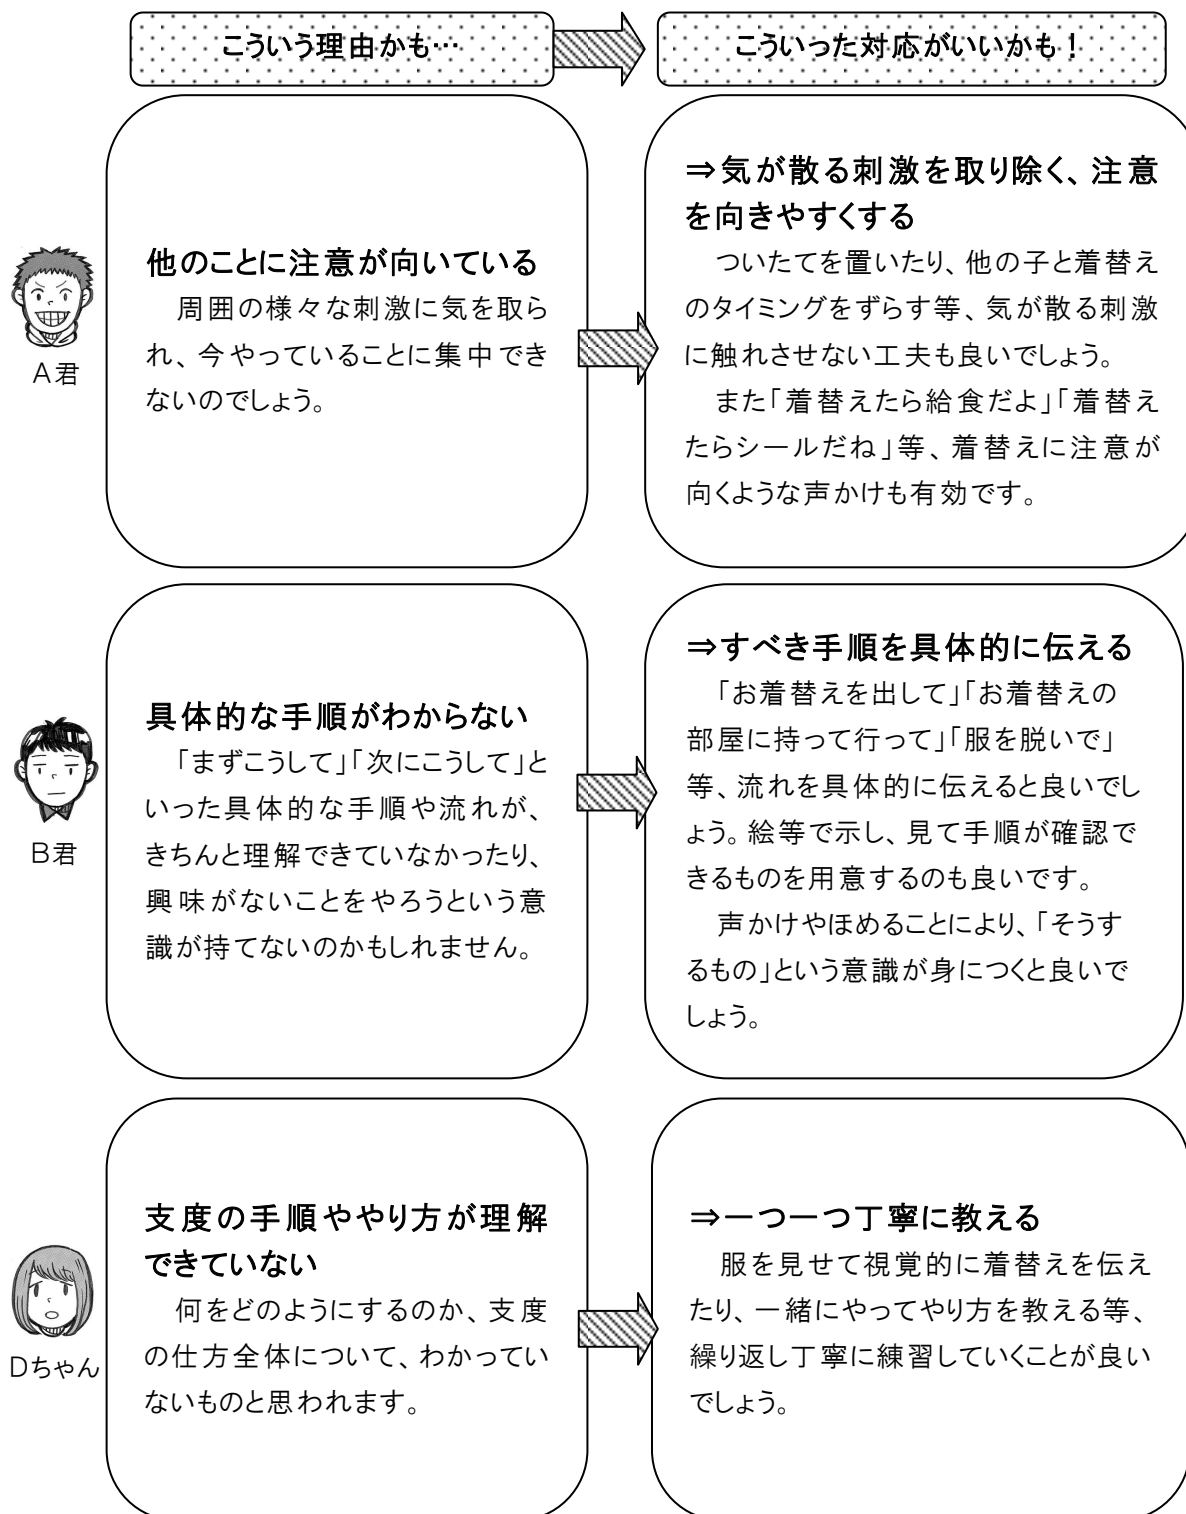 こういう理由かも…
こういった対応がいいかも！
A君
他のことに注意が向いている
周囲の様々な刺激に気を取ら
れ、今やっていることに集中でき
ないのでしょう。
⇒気が散る刺激を取り除く、注意
を向きやすくする
ついたてを置いたり、他の子と着替え
のタイミングをずらす等、気が散る刺激
に触れさせない工夫も良いでしょう。
また「着替えたら給食だよ」「着替え
たらシールだね」等、着替えに注意が
向くような声かけも有効です。
B君
具体的な手順がわからない
「まずこうして」「次にこうして」と
いった具体的な手順や流れが、
きちんと理解できていなかったり、
興味がないことをやろうという意
識が持てないのかもしれません。
⇒すべき手順を具体的に伝える
「お着替えを出して」「お着替えの
部屋に持って行って」「服を脱いで」
等、流れを具体的に伝えると良いでし
ょう。絵等で示し、見て手順が確認で
きるものを用意するのも良いです。
声かけやほめることにより、「そうす
るもの」という意識が身につくと良いで
しょう。
Dちゃん
支度の手順ややり方が理解
できていない
何をどのようにするのか、支度
の仕方全体について、わかってい
ないものと思われます。
⇒一つ一つ丁寧に教える
服を見せて視覚的に着替えを伝え
たり、一緒にやってやり方を教える等、
繰り返し丁寧に練習していくことが良い
でしょう。